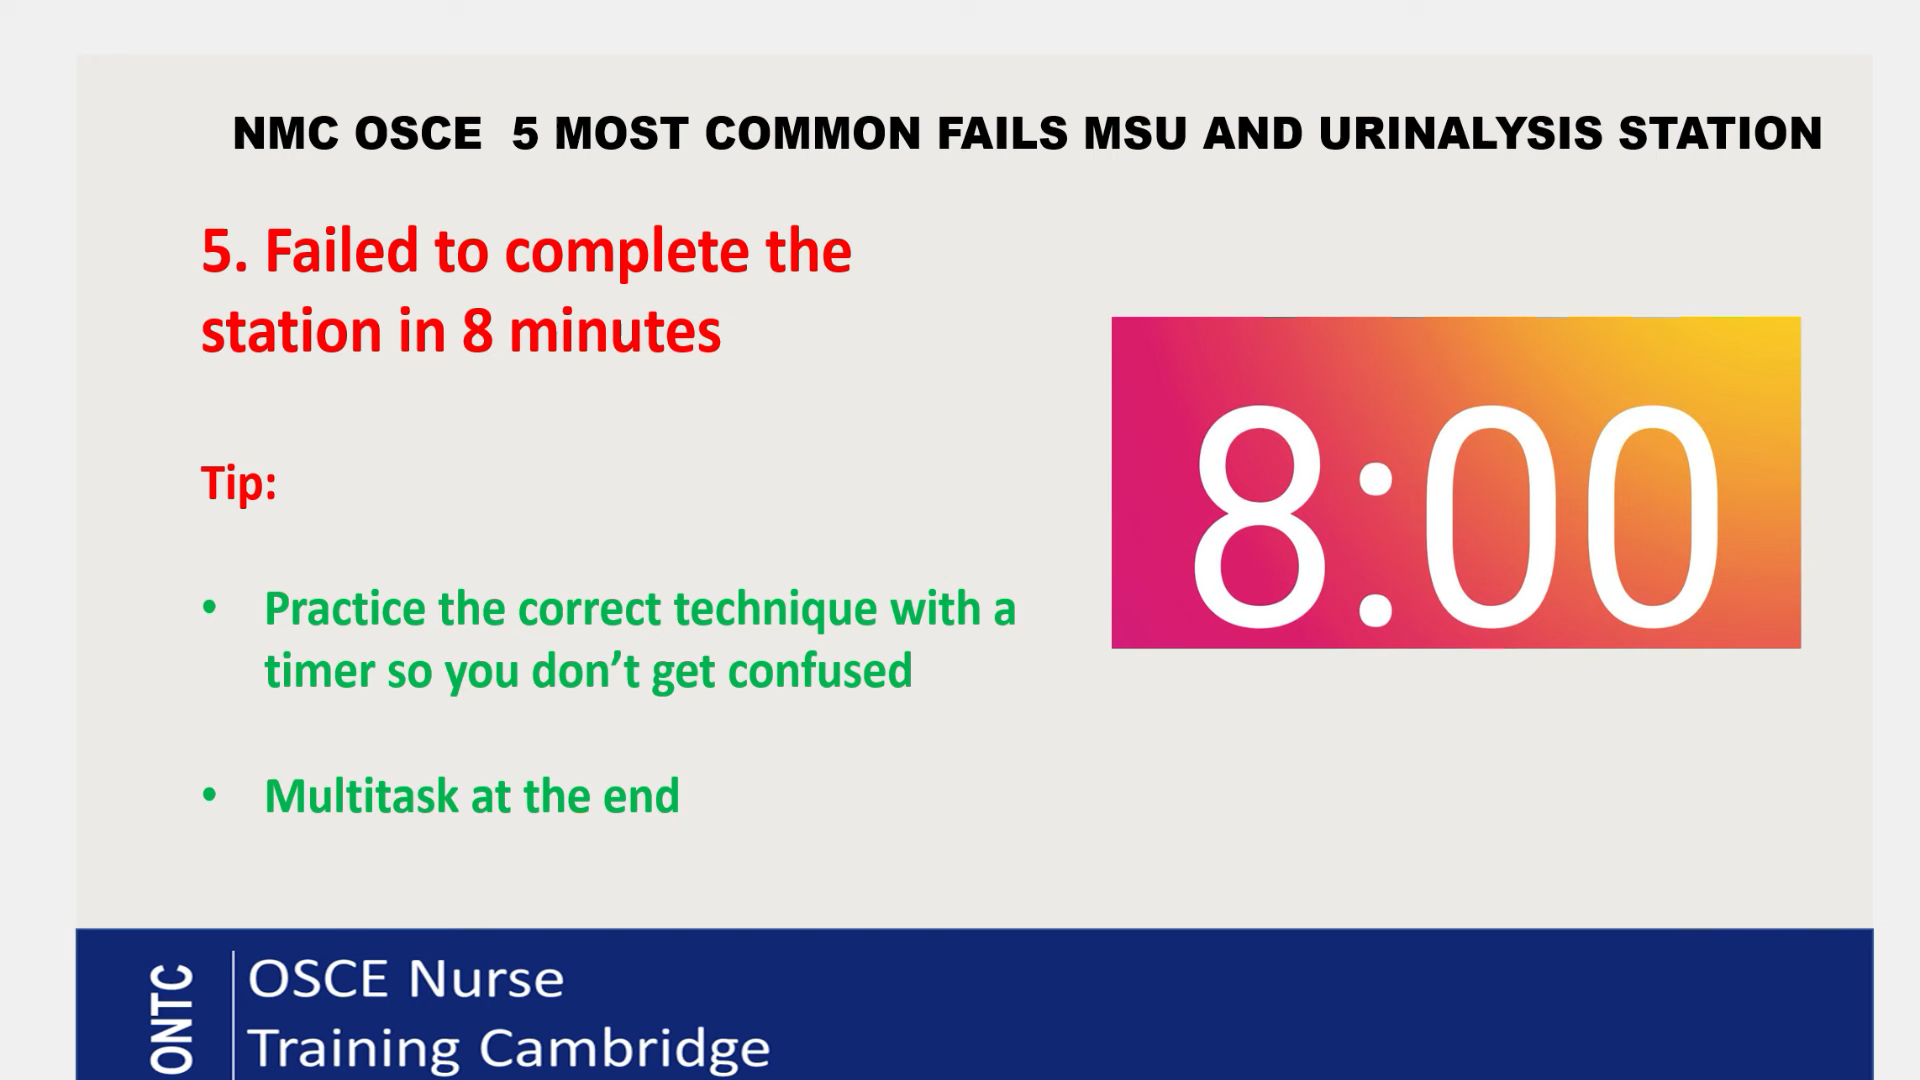 NMC OSCE 5 MOST COMMON FAILS MSU AND URINALYSIS STATION
5. Failed to complete the
station in 8 minutes
8:00
Tip:
• Practice the correct technique with a
timer so you don’t get confused
• Multitask at the end
ONTC
OSCE Nurse
Training Cambridge